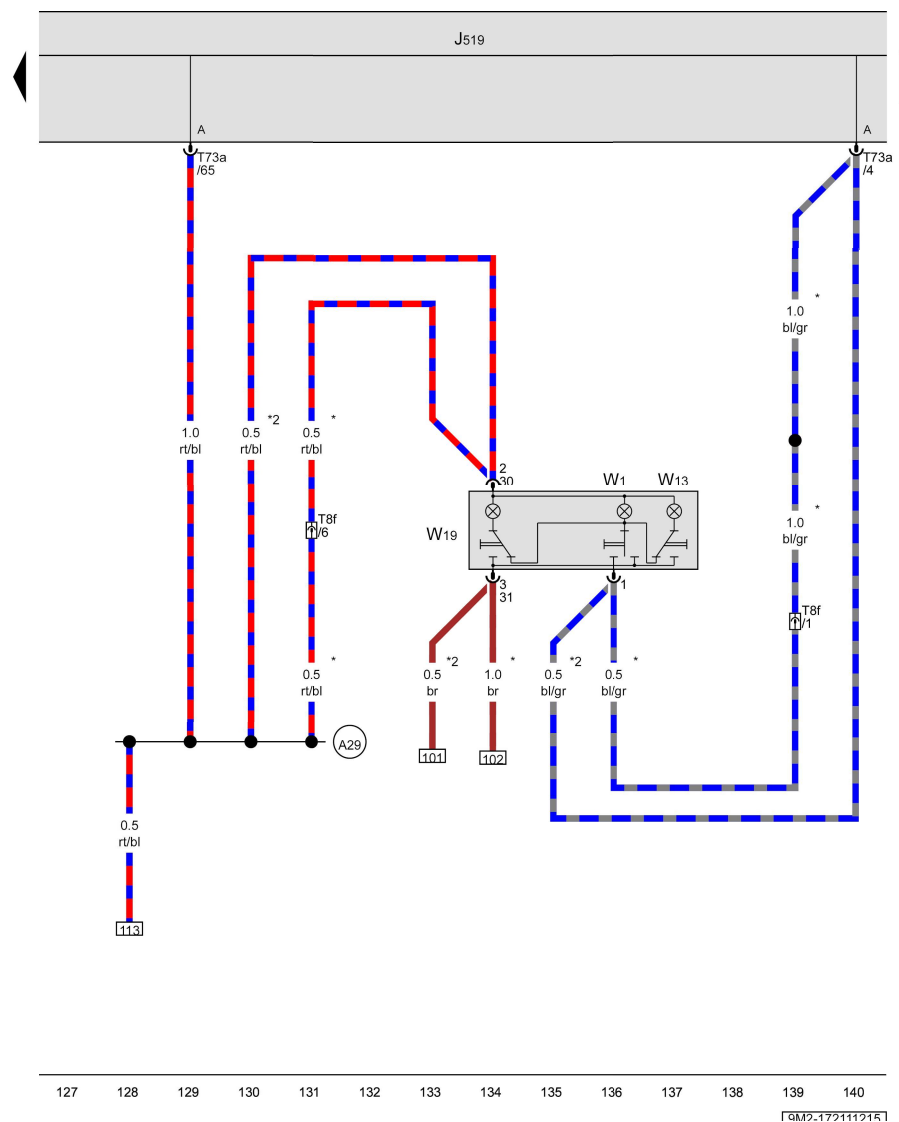 J519
A
T73a
/65
A
T73a
/4
*
1.0
bl/gr
1.0
rt/bl
*2
0.5
rt/bl
*
0.5
rt/bl
2
30
W1
W13
W19
T8f
/6
*
1.0
bl/gr
3
31
1
T8f
/1
*
0.5
rt/bl
*2
0.5
br
*
1.0
br
*2
0.5
bl/gr
*
0.5
bl/gr
A29
101
102
0.5
rt/bl
113
127 128 129 130 131 132 133 134 135 136 137 138 139 140
9M2-172111215